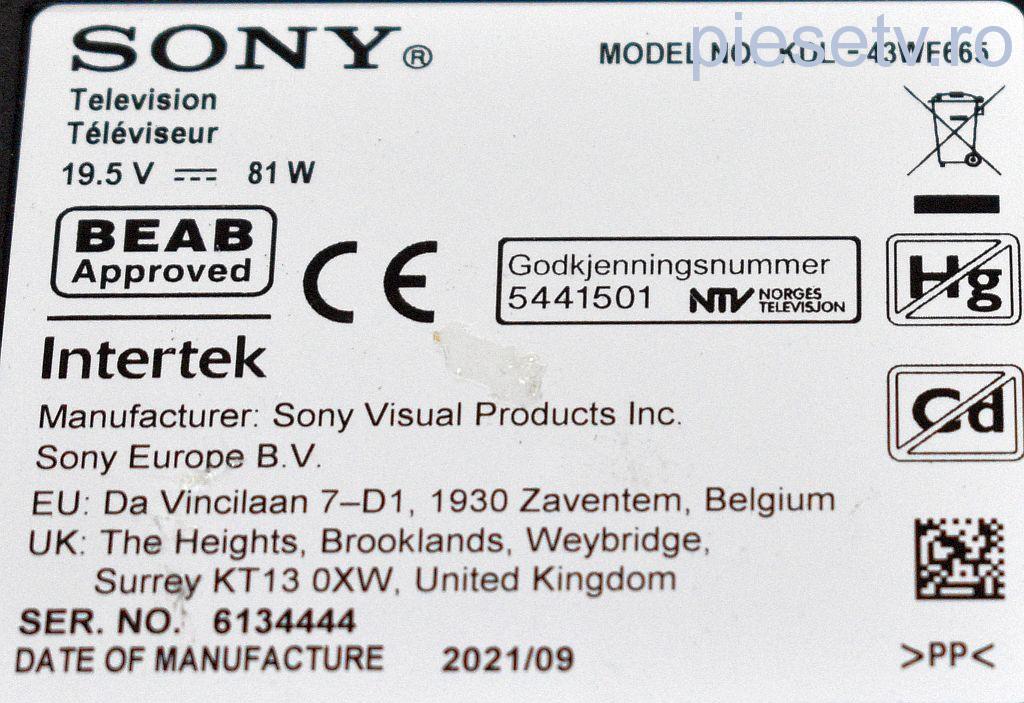 SONY®
MODEL NO. KDL-43WF665
piesetv.ro
Television
Téléviseur
19.5 V ⎓ 81 W
BEAB
Approved
Intertek
CE
Godkjenningsnummer
5441501 NTV NORGES
TELEVISJON
Hg
Cd
Manufacturer: Sony Visual Products Inc.
Sony Europe B.V.
EU: Da Vincilaan 7–D1, 1930 Zaventem, Belgium
UK: The Heights, Brooklands, Weybridge,
Surrey KT13 0XW, United Kingdom
SER. NO. 6134444
DATE OF MANUFACTURE 2021/09
>PP<